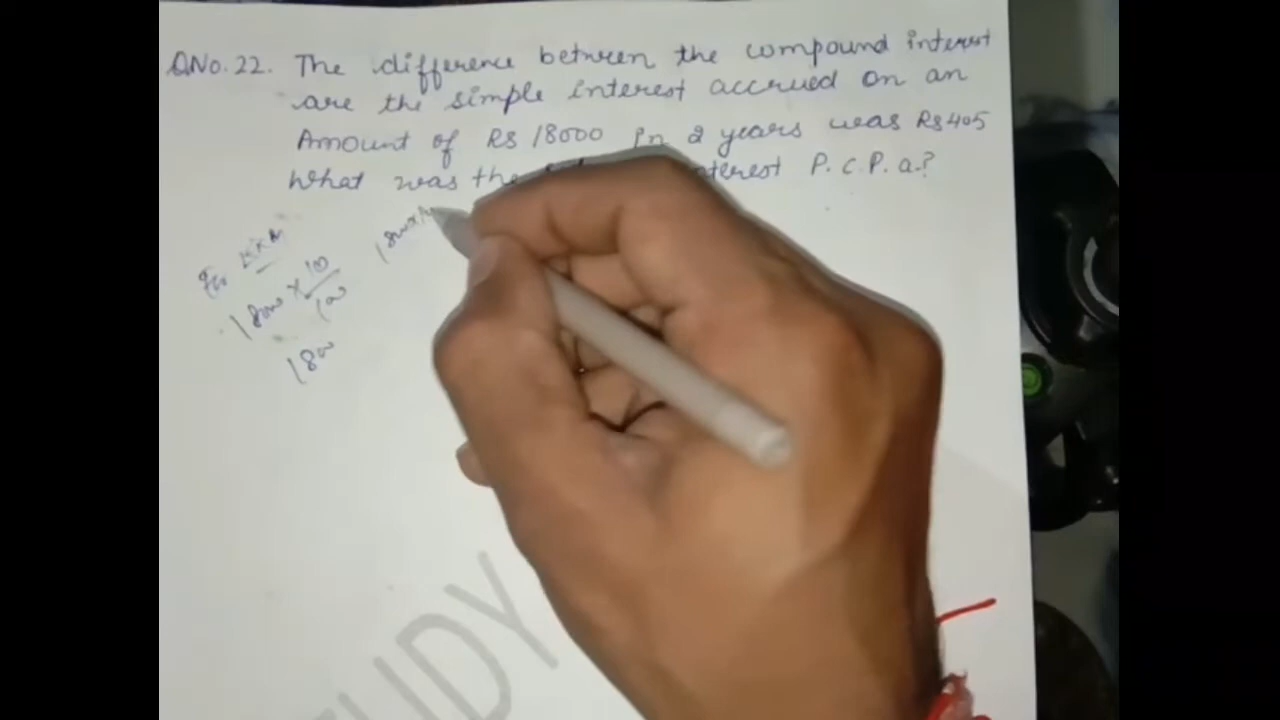 QNo. 22. The difference between the compound interest
are the simple interest accrued on an
Amount of Rs 18000 in 2 years was Rs 405
What was the interest P.C.P.a.?
10
100
1800
TUDY